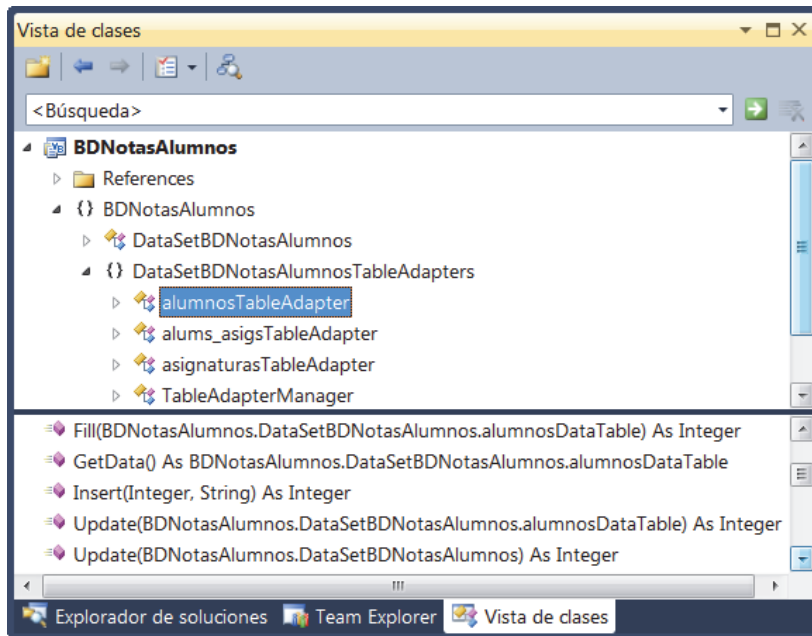 Vista de clases
<Búsqueda>
BDNotasAlumnos
References
{} BDNotasAlumnos
DataSetBDNotasAlumnos
{} DataSetBDNotasAlumnosTableAdapters
alumnosTableAdapter
alums_asigsTableAdapter
asignaturasTableAdapter
TableAdapterManager
Fill(BDNotasAlumnos.DataSetBDNotasAlumnos.alumnosDataTable) As Integer
GetData() As BDNotasAlumnos.DataSetBDNotasAlumnos.alumnosDataTable
Insert(Integer, String) As Integer
Update(BDNotasAlumnos.DataSetBDNotasAlumnos.alumnosDataTable) As Integer
Update(BDNotasAlumnos.DataSetBDNotasAlumnos) As Integer
Explorador de soluciones Team Explorer Vista de clases